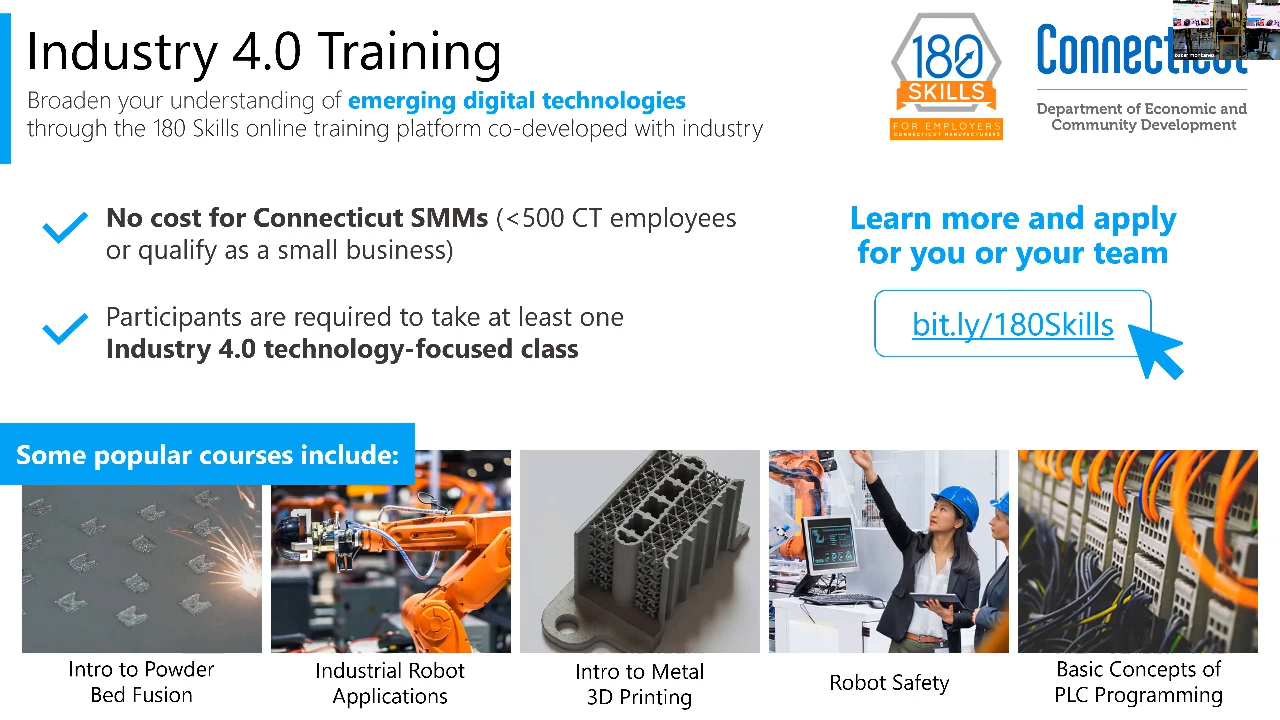 Industry 4.0 Training
Broaden your understanding of emerging digital technologies
through the 180 Skills online training platform co-developed with industry
180
SKILLS
FOR EMPLOYERS
CONNECTICUT MANUFACTURERS
Connecticut
Department of Economic and
Community Development
No cost for Connecticut SMMs (<500 CT employees
or qualify as a small business)
Participants are required to take at least one
Industry 4.0 technology-focused class
Learn more and apply
for you or your team
bit.ly/180Skills
Some popular courses include:
Intro to Powder
Bed Fusion
Industrial Robot
Applications
Intro to Metal
3D Printing
Robot Safety
Basic Concepts of
PLC Programming